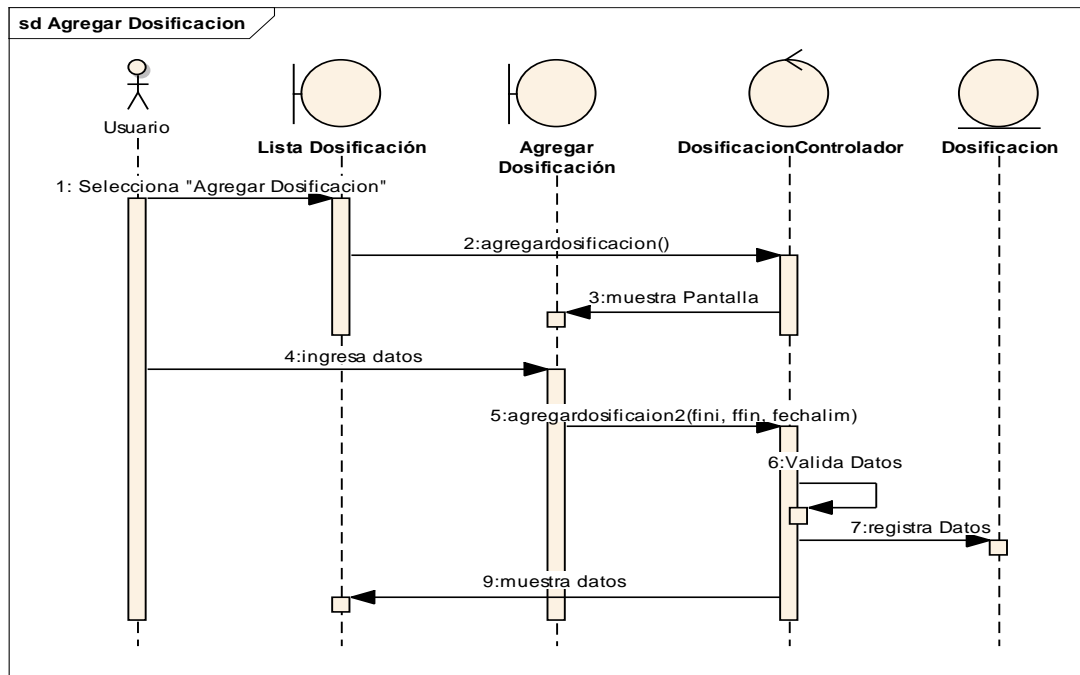 sd Agregar Dosificacion
Usuario
Lista Dosificación
Agregar
Dosificación
DosificacionControlador
Dosificacion
1: Selecciona "Agregar Dosificacion"
2:agregardosificacion()
3:muestra Pantalla
4:ingresa datos
5:agregardosificaion2(fini, ffin, fechalim)
6:Valida Datos
7:registra Datos
9:muestra datos